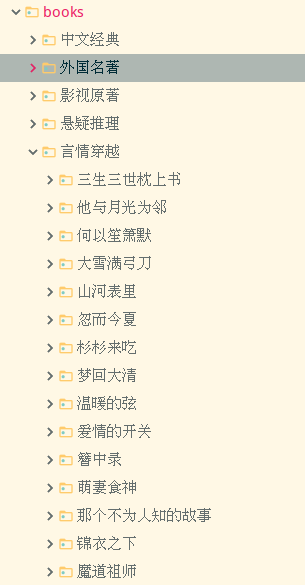 books
中文经典
外国名著
影视原著
悬疑推理
言情穿越
三生三世枕上书
他与月光为邻
何以笙箫默
大雪满弓刀
山河表里
忽而今夏
杉杉来吃
梦回大清
温暖的弦
爱情的开关
簪中录
萌妻食神
那个不为人知的故事
锦衣之下
魔道祖师